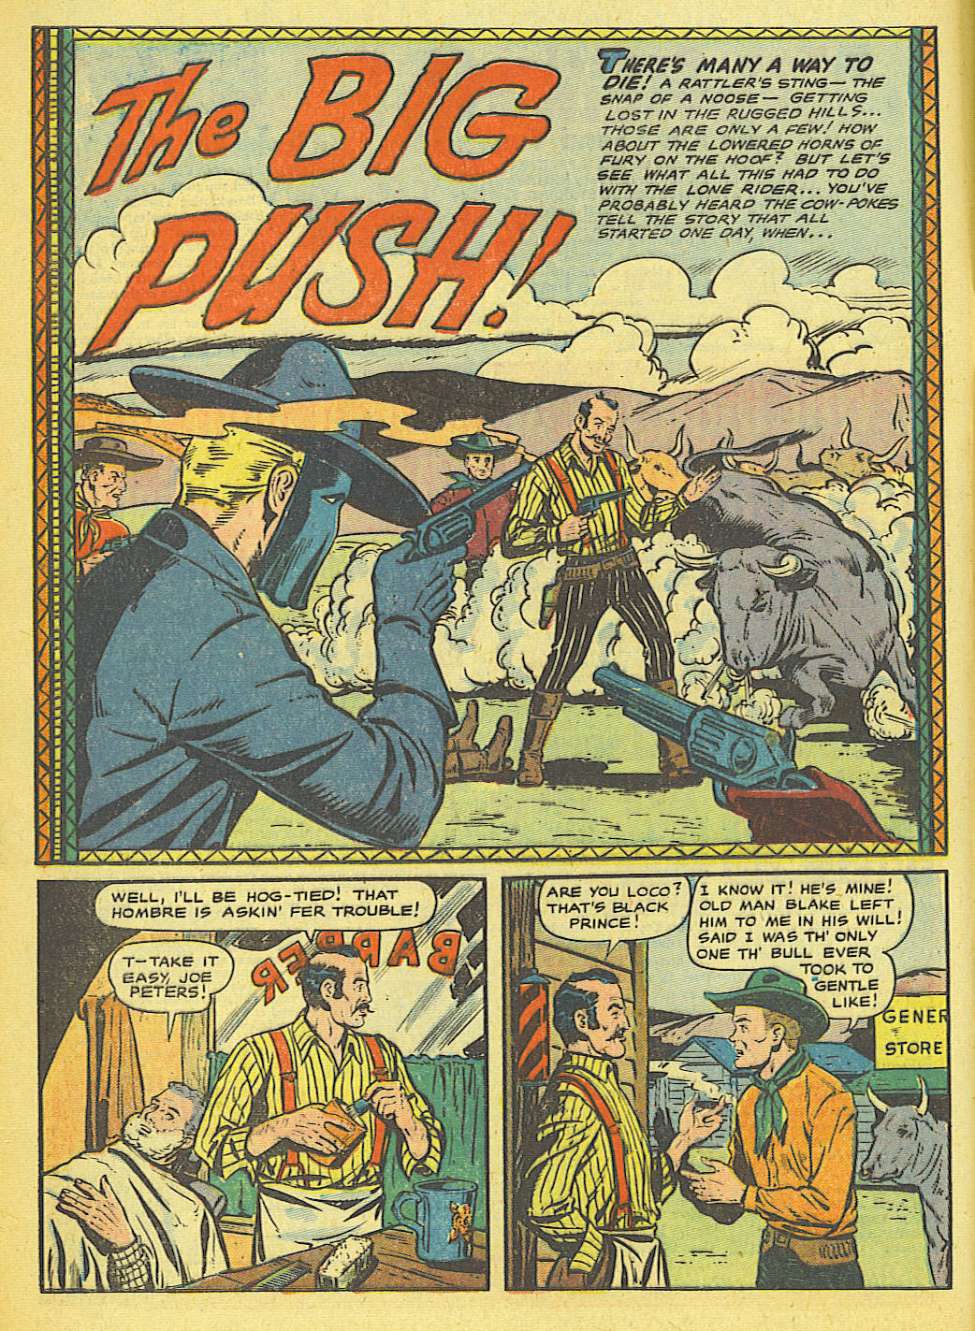 The BIG
PUSH!
THERE'S MANY A WAY TO
DIE! A RATTLER'S STING— THE
SNAP OF A NOOSE— GETTING
LOST IN THE RUGGED HILLS...
THOSE ARE ONLY A FEW! HOW
ABOUT THE LOWERED HORNS OF
FURY ON THE HOOF? BUT LET'S
SEE WHAT ALL THIS HAD TO DO
WITH THE LONE RIDER... YOU'VE
PROBABLY HEARD THE COW-POKES
TELL THE STORY THAT ALL
STARTED ONE DAY, WHEN...
WELL, I'LL BE HOG-TIED! THAT
HOMBRE IS ASKIN' FER TROUBLE!
T-TAKE IT
EASY, JOE
PETERS!
BARBER
ARE YOU LOCO?
THAT'S BLACK
PRINCE!
I KNOW IT! HE'S MINE!
OLD MAN BLAKE LEFT
HIM TO ME IN HIS WILL!
SAID I WAS TH' ONLY
ONE TH' BULL EVER
TOOK TO
GENTLE
LIKE!
GENER
STORE